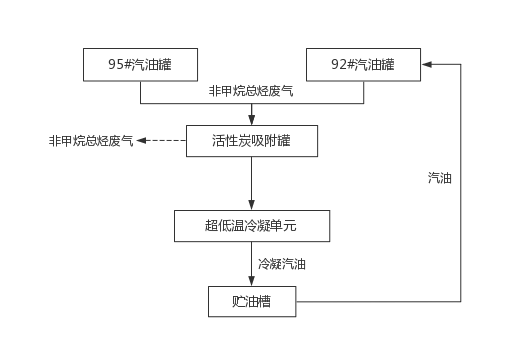 95#汽油罐
92#汽油罐
非甲烷总烃废气
非甲烷总烃废气
活性炭吸附罐
汽油
超低温冷凝单元
冷凝汽油
贮油槽